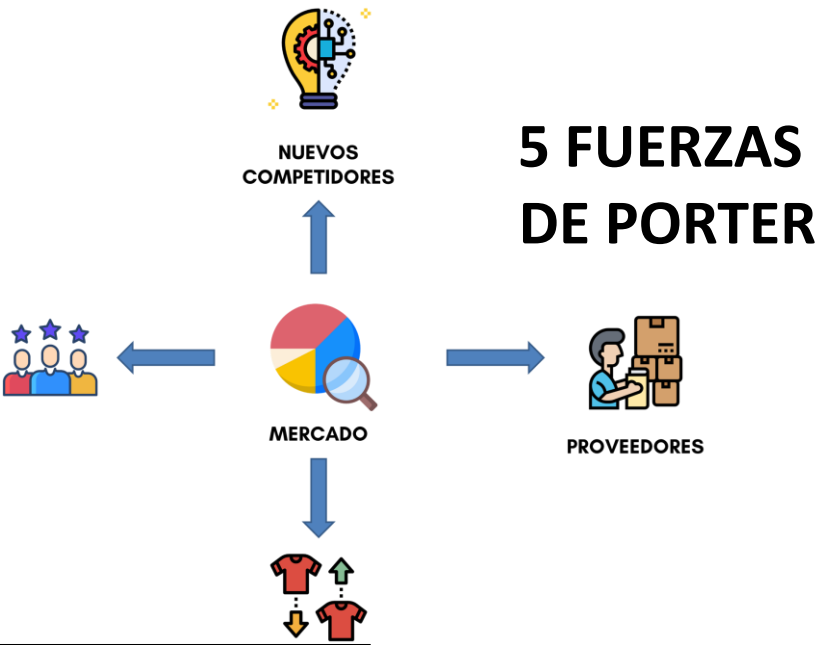 5 FUERZAS
DE PORTER
NUEVOS
COMPETIDORES
MERCADO
PROVEEDORES